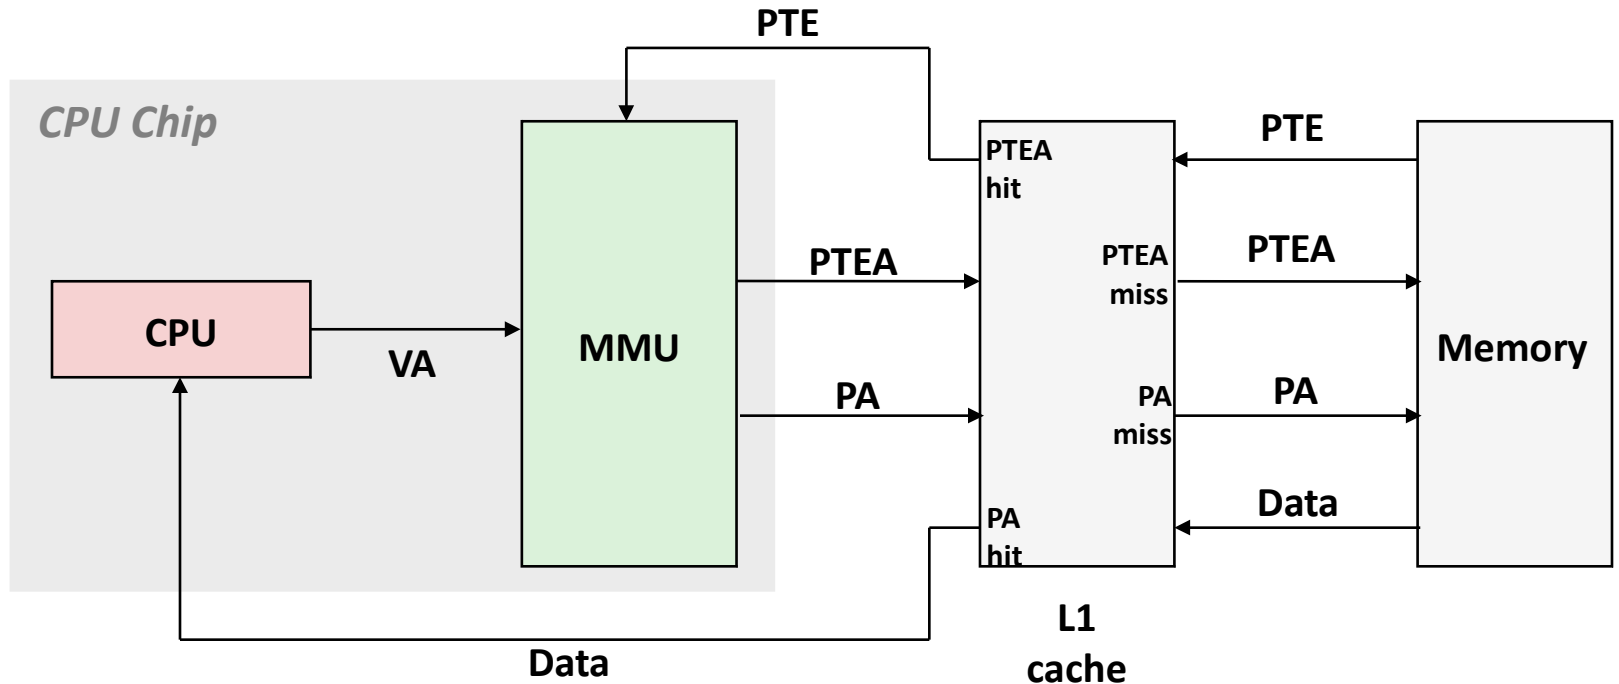 PTE
CPU Chip
PTEA
hit
PTE
PTEA
PTEA
miss
PTEA
CPU
VA
MMU
Memory
PA
PA
miss
PA
PA
hit
Data
Data
L1
cache